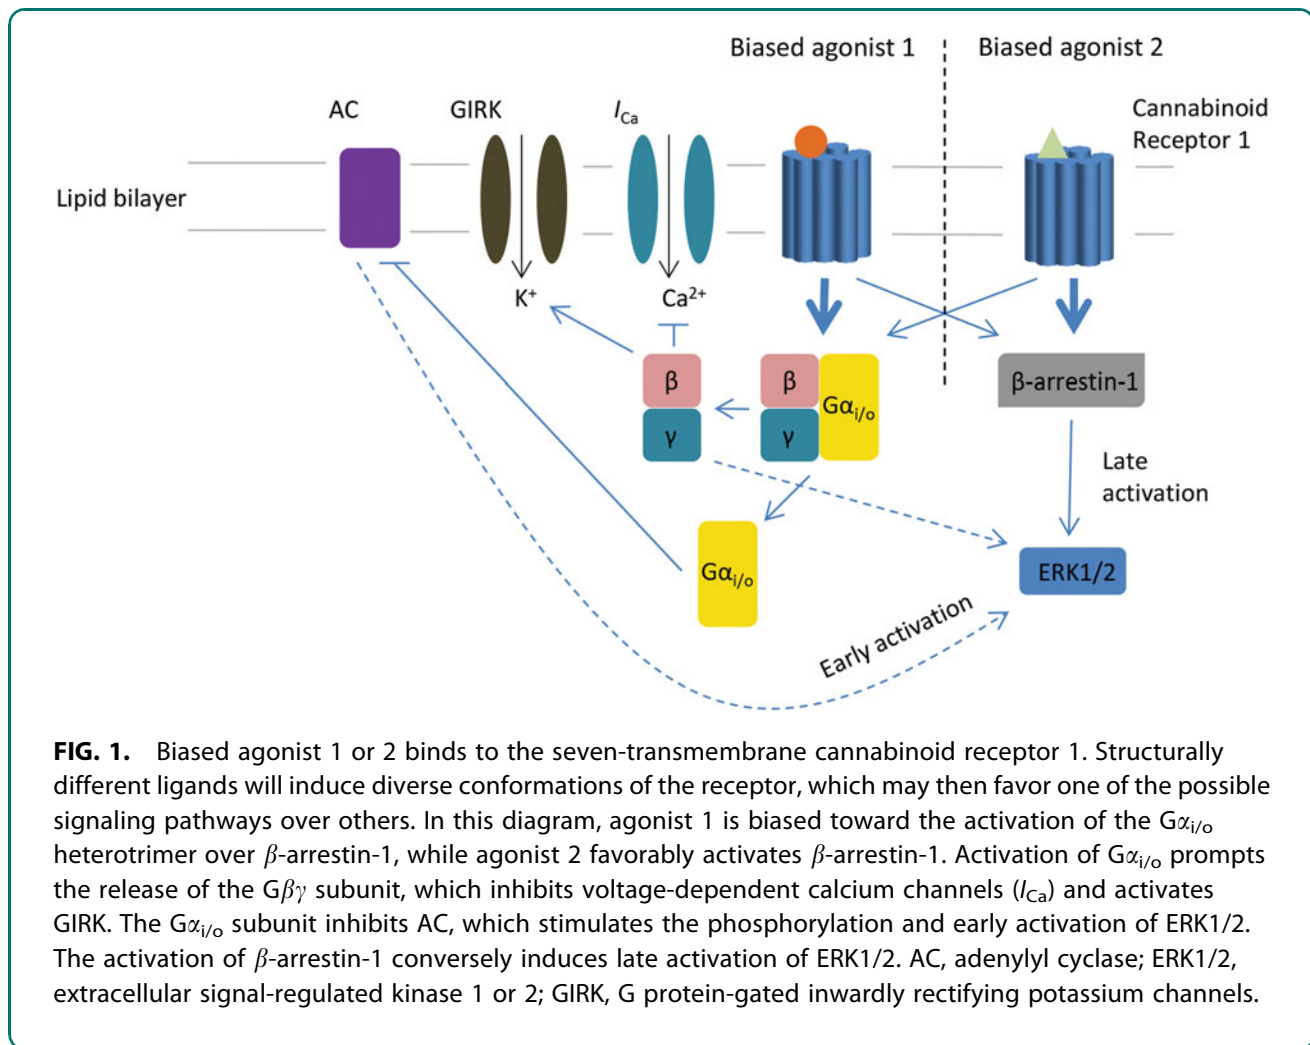 Biased agonist 1
Biased agonist 2
AC
GIRK
I_Ca
Cannabinoid
Receptor 1
Lipid bilayer
K⁺
Ca²⁺
β
γ
β
γ
Gα_i/o
β-arrestin-1
Late
activation
Gα_i/o
ERK1/2
Early activation
FIG. 1. Biased agonist 1 or 2 binds to the seven-transmembrane cannabinoid receptor 1. Structurally
different ligands will induce diverse conformations of the receptor, which may then favor one of the possible
signaling pathways over others. In this diagram, agonist 1 is biased toward the activation of the Gα_i/o
heterotrimer over β-arrestin-1, while agonist 2 favorably activates β-arrestin-1. Activation of Gα_i/o prompts
the release of the Gβγ subunit, which inhibits voltage-dependent calcium channels (I_Ca) and activates
GIRK. The Gα_i/o subunit inhibits AC, which stimulates the phosphorylation and early activation of ERK1/2.
The activation of β-arrestin-1 conversely induces late activation of ERK1/2. AC, adenylyl cyclase; ERK1/2,
extracellular signal-regulated kinase 1 or 2; GIRK, G protein-gated inwardly rectifying potassium channels.